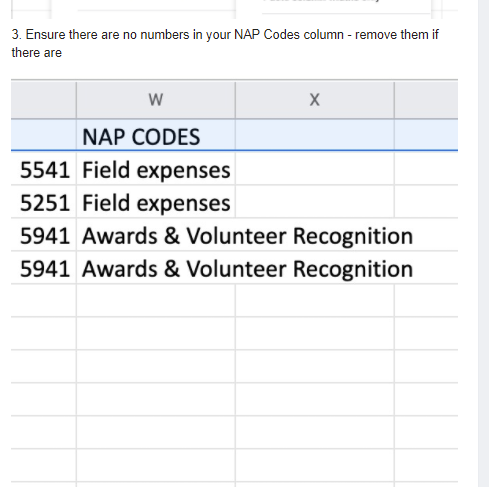 3. Ensure there are no numbers in your NAP Codes column - remove them if
there are
W X
NAP CODES
5541 Field expenses
5251 Field expenses
5941 Awards & Volunteer Recognition
5941 Awards & Volunteer Recognition